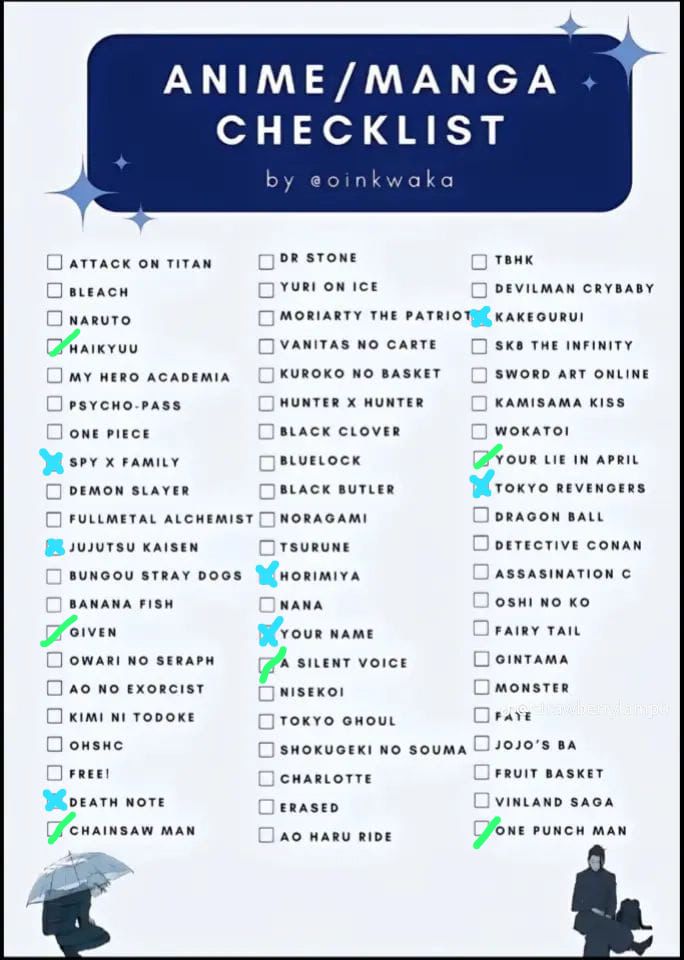 ANIME/MANGA
CHECKLIST
by @oinkwaka
ATTACK ON TITAN
BLEACH
NARUTO
HAIKYUU
MY HERO ACADEMIA
PSYCHO-PASS
ONE PIECE
SPY X FAMILY
DEMON SLAYER
FULLMETAL ALCHEMIST
JUJUTSU KAISEN
BUNGOU STRAY DOGS
BANANA FISH
GIVEN
OWARI NO SERAPH
AO NO EXORCIST
KIMI NI TODOKE
OHSHC
FREE!
DEATH NOTE
CHAINSAW MAN
DR STONE
YURI ON ICE
MORIARTY THE PATRIOT
VANITAS NO CARTE
KUROKO NO BASKET
HUNTER X HUNTER
BLACK CLOVER
BLUELOCK
BLACK BUTLER
NORAGAMI
TSURUNE
HORIMIYA
NANA
YOUR NAME
A SILENT VOICE
NISEKOI
TOKYO GHOUL
SHOKUGEKI NO SOUMA
CHARLOTTE
ERASED
AO HARU RIDE
TBHK
DEVILMAN CRYBABY
KAKEGURUI
SK8 THE INFINITY
SWORD ART ONLINE
KAMISAMA KISS
WOKATOI
YOUR LIE IN APRIL
TOKYO REVENGERS
DRAGON BALL
DETECTIVE CONAN
ASSASINATION C
OSHI NO KO
FAIRY TAIL
GINTAMA
MONSTER
FATE
JOJO'S BA
FRUIT BASKET
VINLAND SAGA
ONE PUNCH MAN